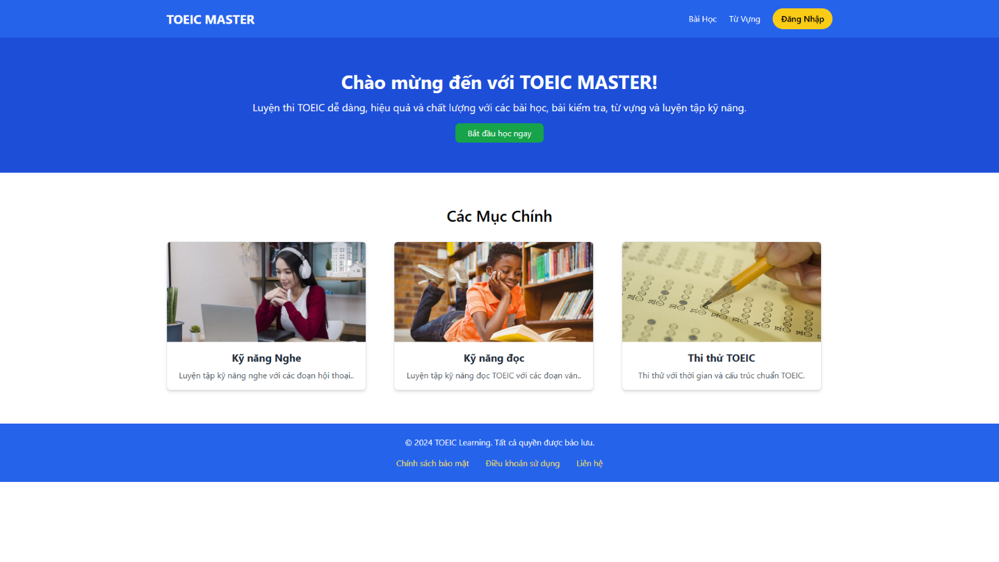 TOEIC MASTER
Bài Học
Từ Vựng
Đăng Nhập
Chào mừng đến với TOEIC MASTER!
Luyện thi TOEIC dễ dàng, hiệu quả và chất lượng với các bài học, bài kiểm tra, từ vựng và luyện tập kỹ năng.
Bắt đầu học ngay
Các Mục Chính
Kỹ năng Nghe
Luyện tập kỹ năng nghe với các đoạn hội thoại..
Kỹ năng đọc
Luyện tập kỹ năng đọc TOEIC với các đoạn văn..
Thi thử TOEIC
Thi thử với thời gian và cấu trúc chuẩn TOEIC.
© 2024 TOEIC Learning. Tất cả quyền được bảo lưu.
Chính sách bảo mật
Điều khoản sử dụng
Liên hệ